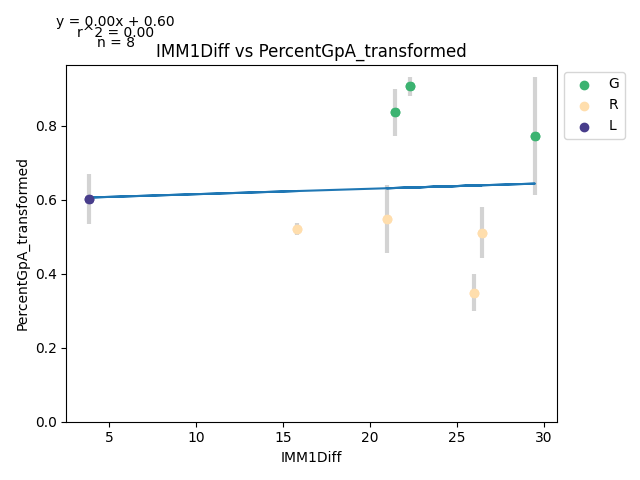 y = 0.00x + 0.60
r^2 = 0.00
n = 8
IMM1Diff vs PercentGpA_transformed
G
R
L
PercentGpA_transformed
0.8
0.6
0.4
0.2
0.0
5
10
15
20
25
30
IMM1Diff